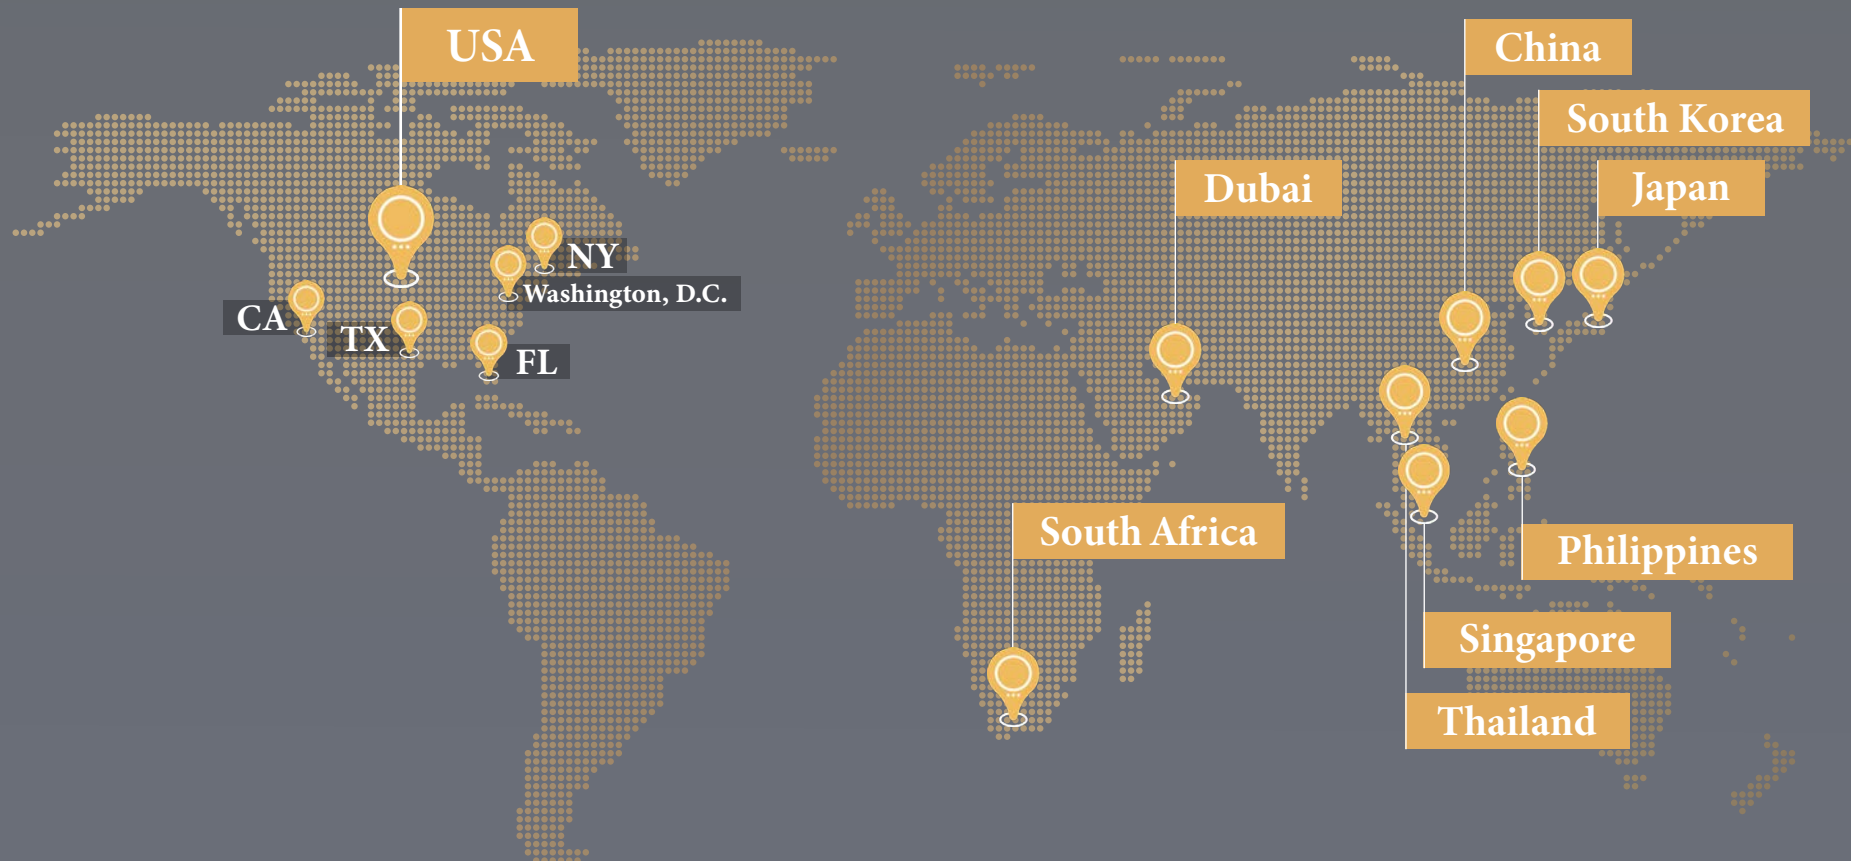 USA
China
South Korea
Japan
Dubai
NY
Washington, D.C.
CA
TX
FL
South Africa
Philippines
Singapore
Thailand